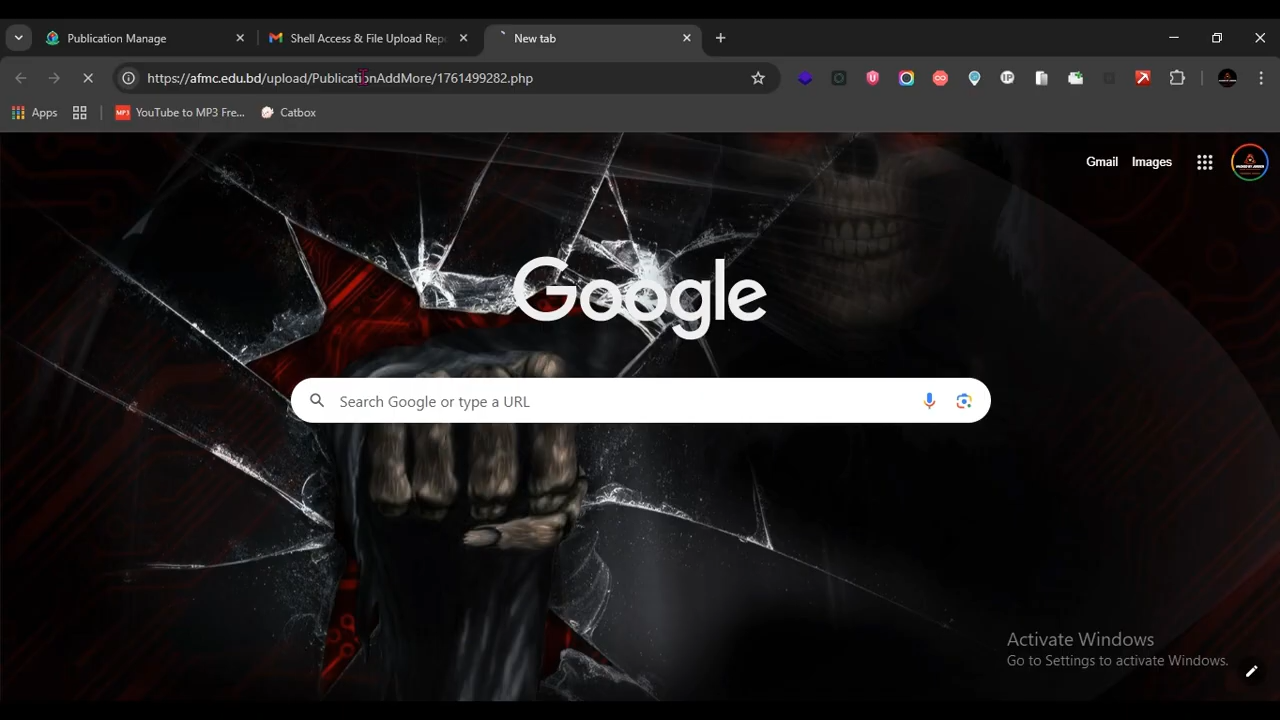 Publication Manage
Shell Access & File Upload Repo
New tab
https://afmc.edu.bd/upload/PublicationAddMore/1761499282.php
Apps
YouTube to MP3 Fre...
Catbox
Gmail
Images
Google
Search Google or type a URL
Activate Windows
Go to Settings to activate Windows.